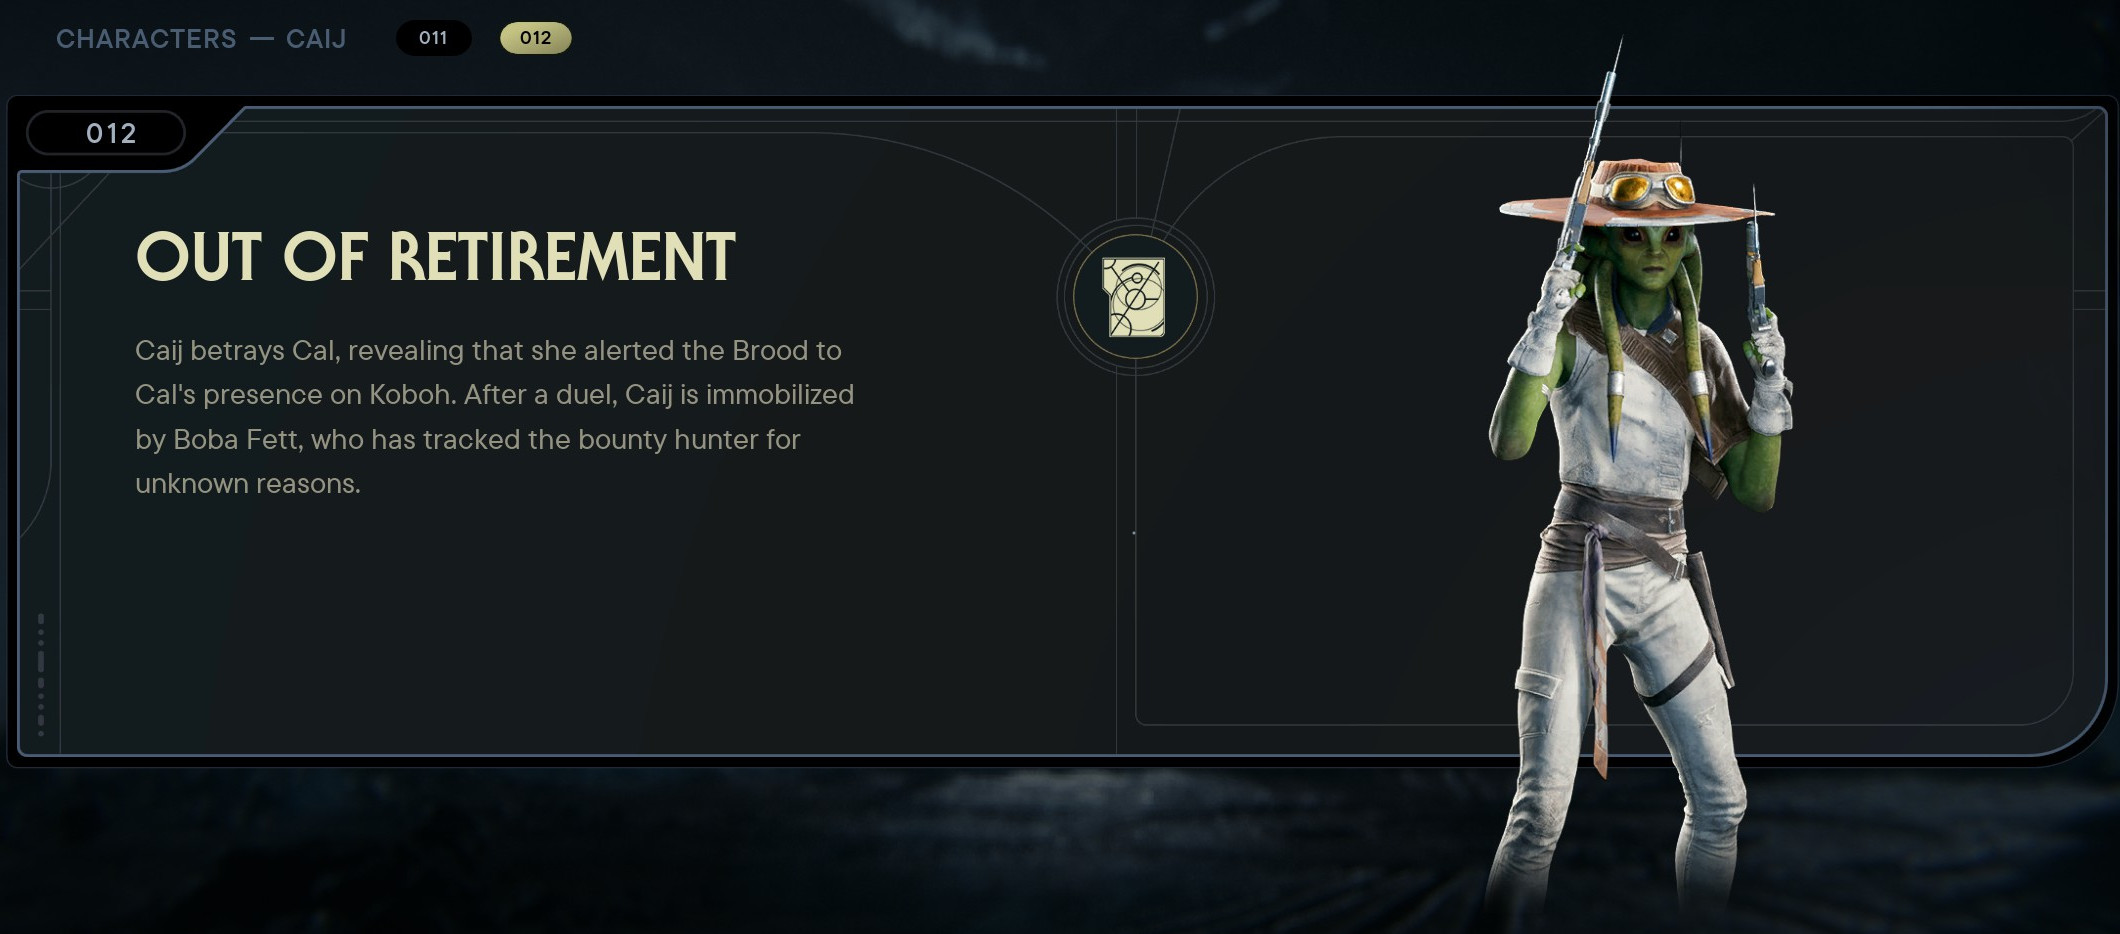 CHARACTERS — CAIJ
011
012
012
OUT OF RETIREMENT
Caij betrays Cal, revealing that she alerted the Brood to
Cal's presence on Koboh. After a duel, Caij is immobilized
by Boba Fett, who has tracked the bounty hunter for
unknown reasons.